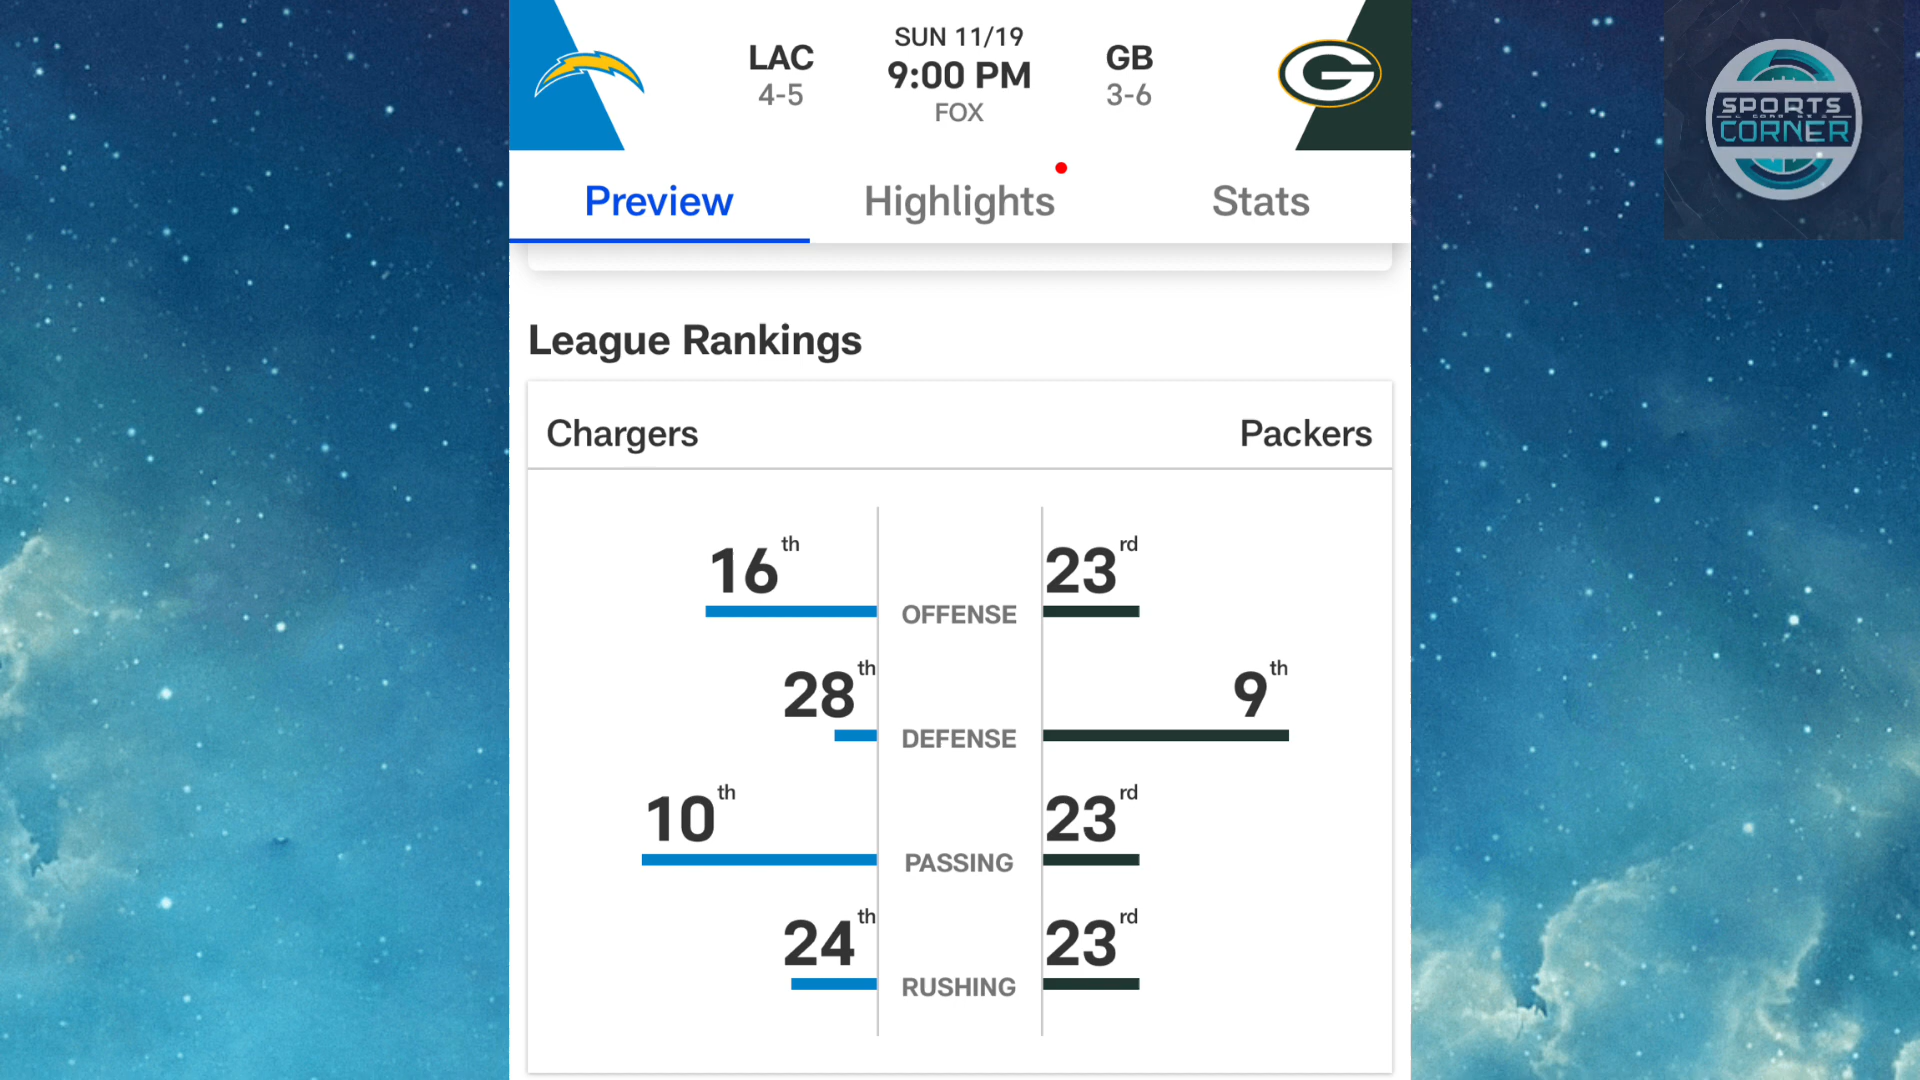 LAC
4-5
SUN 11/19
9:00 PM
FOX
GB
3-6
G
SPORTS
CORNER
Preview Highlights Stats
League Rankings
Chargers Packers
16th OFFENSE 23rd
28th DEFENSE 9th
10th PASSING 23rd
24th RUSHING 23rd